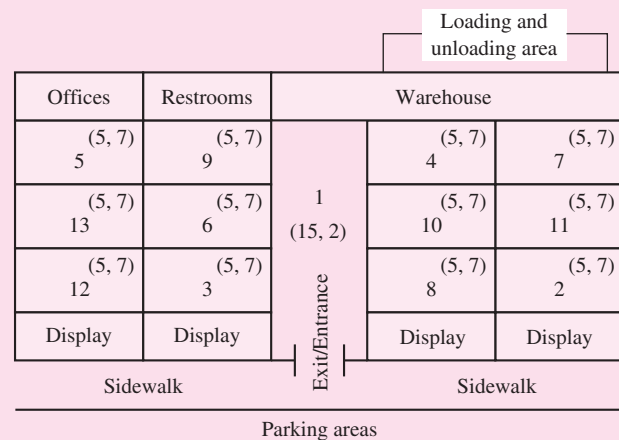 Loading and
unloading area
Offices Restrooms Warehouse
(5, 7) (5, 7) (5, 7) (5, 7)
5 9 4 7
1
(5, 7) (5, 7) (5, 7) (5, 7)
13 6 (15, 2) 10 11
(5, 7) (5, 7) (5, 7) (5, 7)
12 3 8 2
Exit/Entrance
Display Display Display Display
Sidewalk Sidewalk
Parking areas